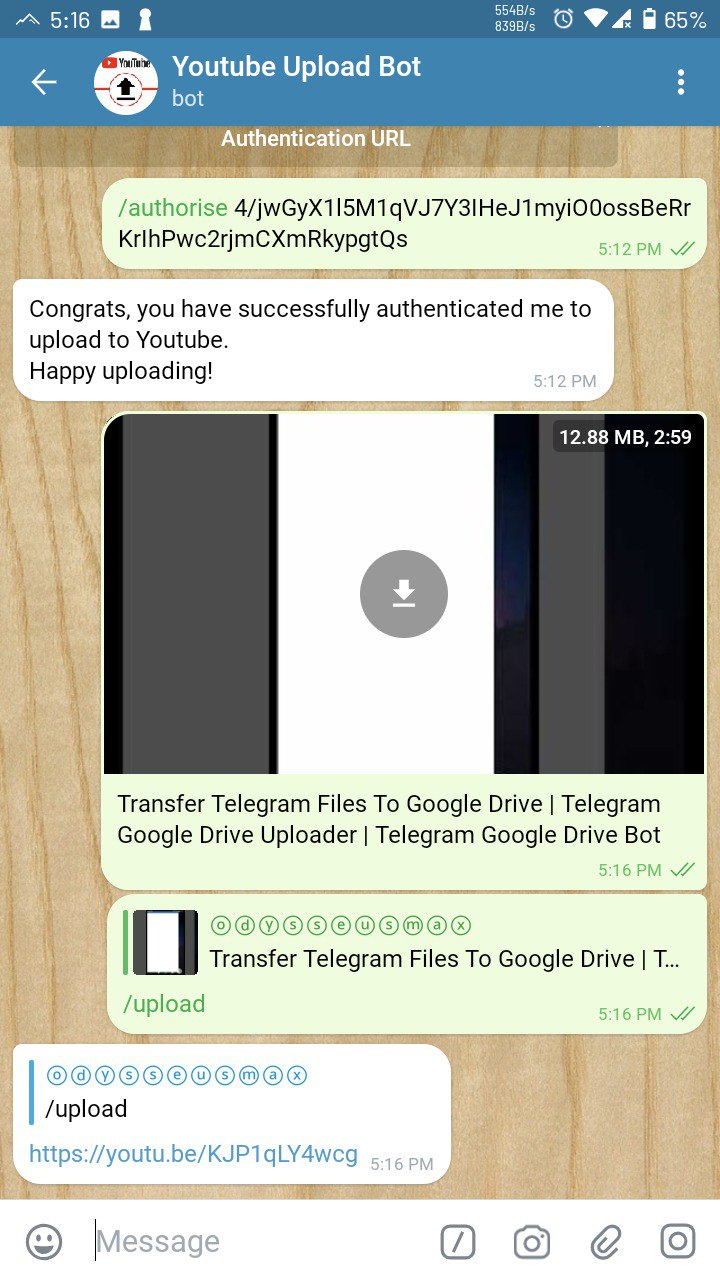 5:16
554B/s
839B/s
65%
YouTube
Youtube Upload Bot
bot
Authentication URL
/authorise 4/jwGyX1l5M1qVJ7Y3IHeJ1myiO0ossBeRr
KrIhPwc2rjmCXmRkypgtQs
5:12 PM
Congrats, you have successfully authenticated me to
upload to Youtube.
Happy uploading!
5:12 PM
12.88 MB, 2:59
Transfer Telegram Files To Google Drive | Telegram
Google Drive Uploader | Telegram Google Drive Bot
5:16 PM
ⓞⓓⓨⓢⓢⓔⓤⓢⓜⓐⓧ
Transfer Telegram Files To Google Drive | T...
/upload
5:16 PM
ⓞⓓⓨⓢⓢⓔⓤⓢⓜⓐⓧ
/upload
https://youtu.be/KJP1qLY4wcg
5:16 PM
Message